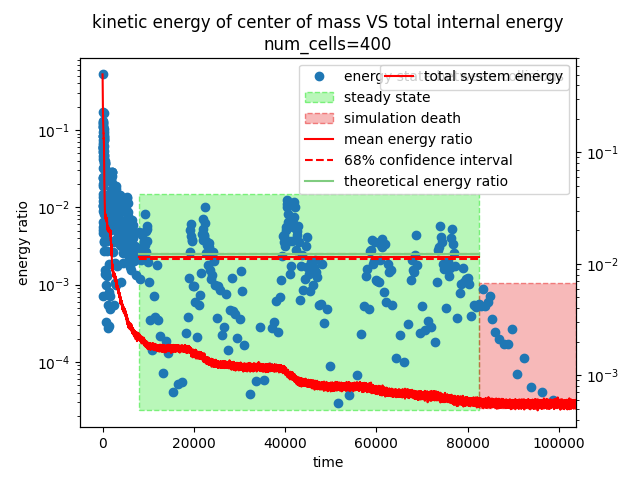 kinetic energy of center of mass VS total internal energy
num_cells=400
energy
total system energy
steady state
simulation death
mean energy ratio
68% confidence interval
theoretical energy ratio
energy ratio
10⁻¹
10⁻²
10⁻³
10⁻⁴
10⁻¹
10⁻²
10⁻³
0
20000
40000
60000
80000
100000
time